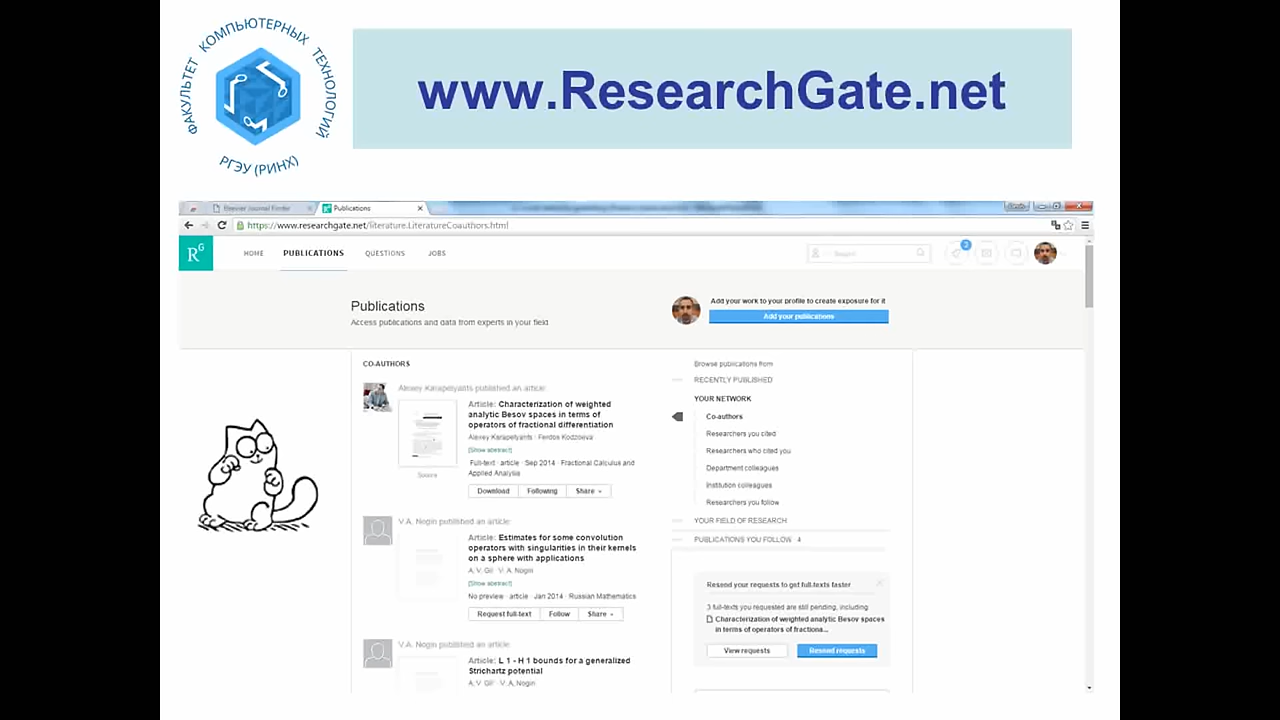 ФАКУЛЬТЕТ КОМПЬЮТЕРНЫХ ТЕХНОЛОГИЙ
РГЭУ (РИНХ)
www.ResearchGate.net
Elsevier Journal Finder
Publications
https://www.researchgate.net/literature.LiteratureCoauthors.html
RG
HOME
PUBLICATIONS
QUESTIONS
JOBS
Search
Publications
Access publications and data from experts in your field
Add your work to your profile to create exposure for it
Add your publications
CO-AUTHORS
Alexey Karapetyants published an article:
Article: Characterization of weighted
analytic Besov spaces in terms of
operators of fractional differentiation
Alexey Karapetyants · Ferdos Kodzoeva
[Show abstract]
Full-text · article · Sep 2014 · Fractional Calculus and
Applied Analysis
Source
Download
Following
Share
V.A. Nogin published an article:
Article: Estimates for some convolution
operators with singularities in their kernels
on a sphere with applications
A. V. Gil · V. A. Nogin
[Show abstract]
No preview · article · Jan 2014 · Russian Mathematics
Request full-text
Follow
Share
V.A. Nogin published an article:
Article: L 1 - H 1 bounds for a generalized
Strichartz potential
A. V. Gil · V. A. Nogin
Browse publications from
RECENTLY PUBLISHED
YOUR NETWORK
Co-authors
Researchers you cited
Researchers who cited you
Department colleagues
Institution colleagues
Researchers you follow
YOUR FIELD OF RESEARCH
PUBLICATIONS YOU FOLLOW 4
Resend your requests to get full-texts faster
3 full-texts you requested are still pending, including
Characterization of weighted analytic Besov spaces
in terms of operators of fractiona...
View requests
Resend requests